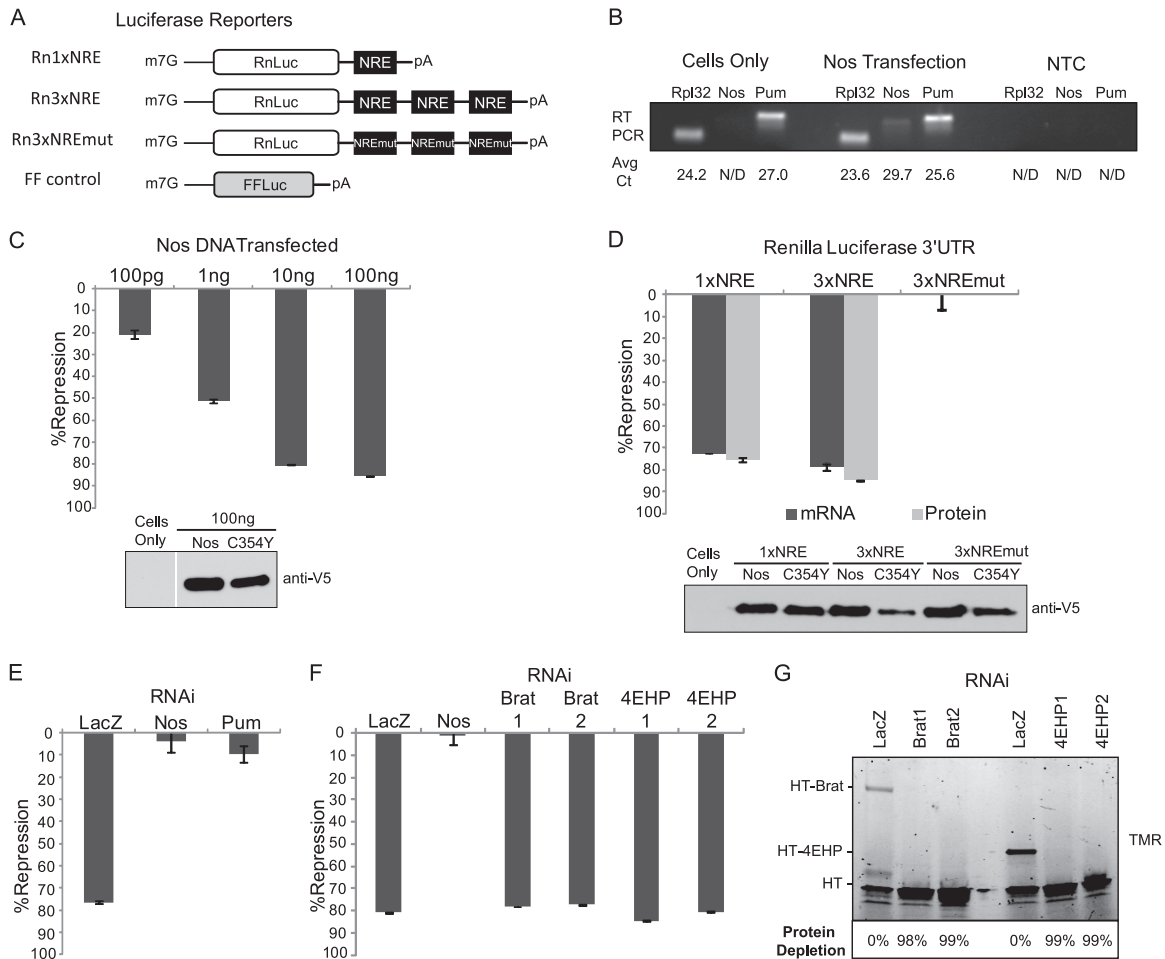 A
Luciferase Reporters
Rn1xNRE m7G RnLuc NRE pA
Rn3xNRE m7G RnLuc NRE NRE NRE pA
Rn3xNREmut m7G RnLuc NREmut NREmut NREmut pA
FF control m7G FFLuc pA
B
Cells Only Nos Transfection NTC
Rpl32 Nos Pum Rpl32 Nos Pum Rpl32 Nos Pum
RT
PCR
Avg
Ct
24.2 N/D 27.0 23.6 29.7 25.6 N/D N/D N/D
C
Nos DNATransfected
100pg 1ng 10ng 100ng
%Repression
0
10
20
30
40
50
60
70
80
90
100
Cells
Only
100ng
Nos C354Y
anti-V5
D
Renilla Luciferase 3'UTR
1xNRE 3xNRE 3xNREmut
%Repression
0
10
20
30
40
50
60
70
80
90
100
mRNA Protein
Cells
Only
1xNRE 3xNRE 3xNREmut
Nos C354Y Nos C354Y Nos C354Y
anti-V5
E
RNAi
LacZ Nos Pum
%Repression
0
10
20
30
40
50
60
70
80
90
100
F
RNAi
Brat Brat 4EHP 4EHP
LacZ Nos 1 2 1 2
%Repression
0
10
20
30
40
50
60
70
80
90
100
G
RNAi
LacZ Brat1 Brat2 LacZ 4EHP1 4EHP2
HT-Brat
HT-4EHP
HT
TMR
Protein
Depletion
0% 98% 99% 0% 99% 99%